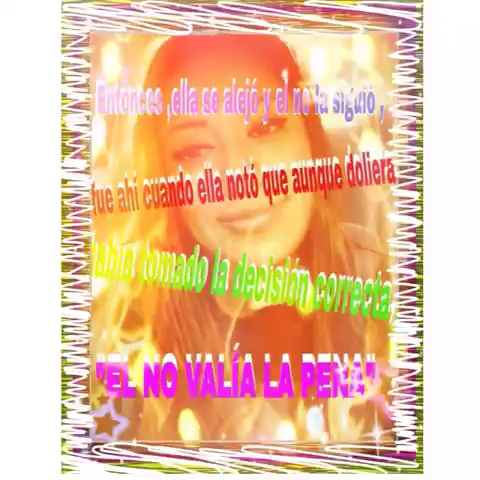 Entonces ,ella se alejó y el no la siguió ,
fue ahí cuando ella notó que aunque doliera
había tomado la decisión correcta,
"EL NO VALÍA LA PENA"